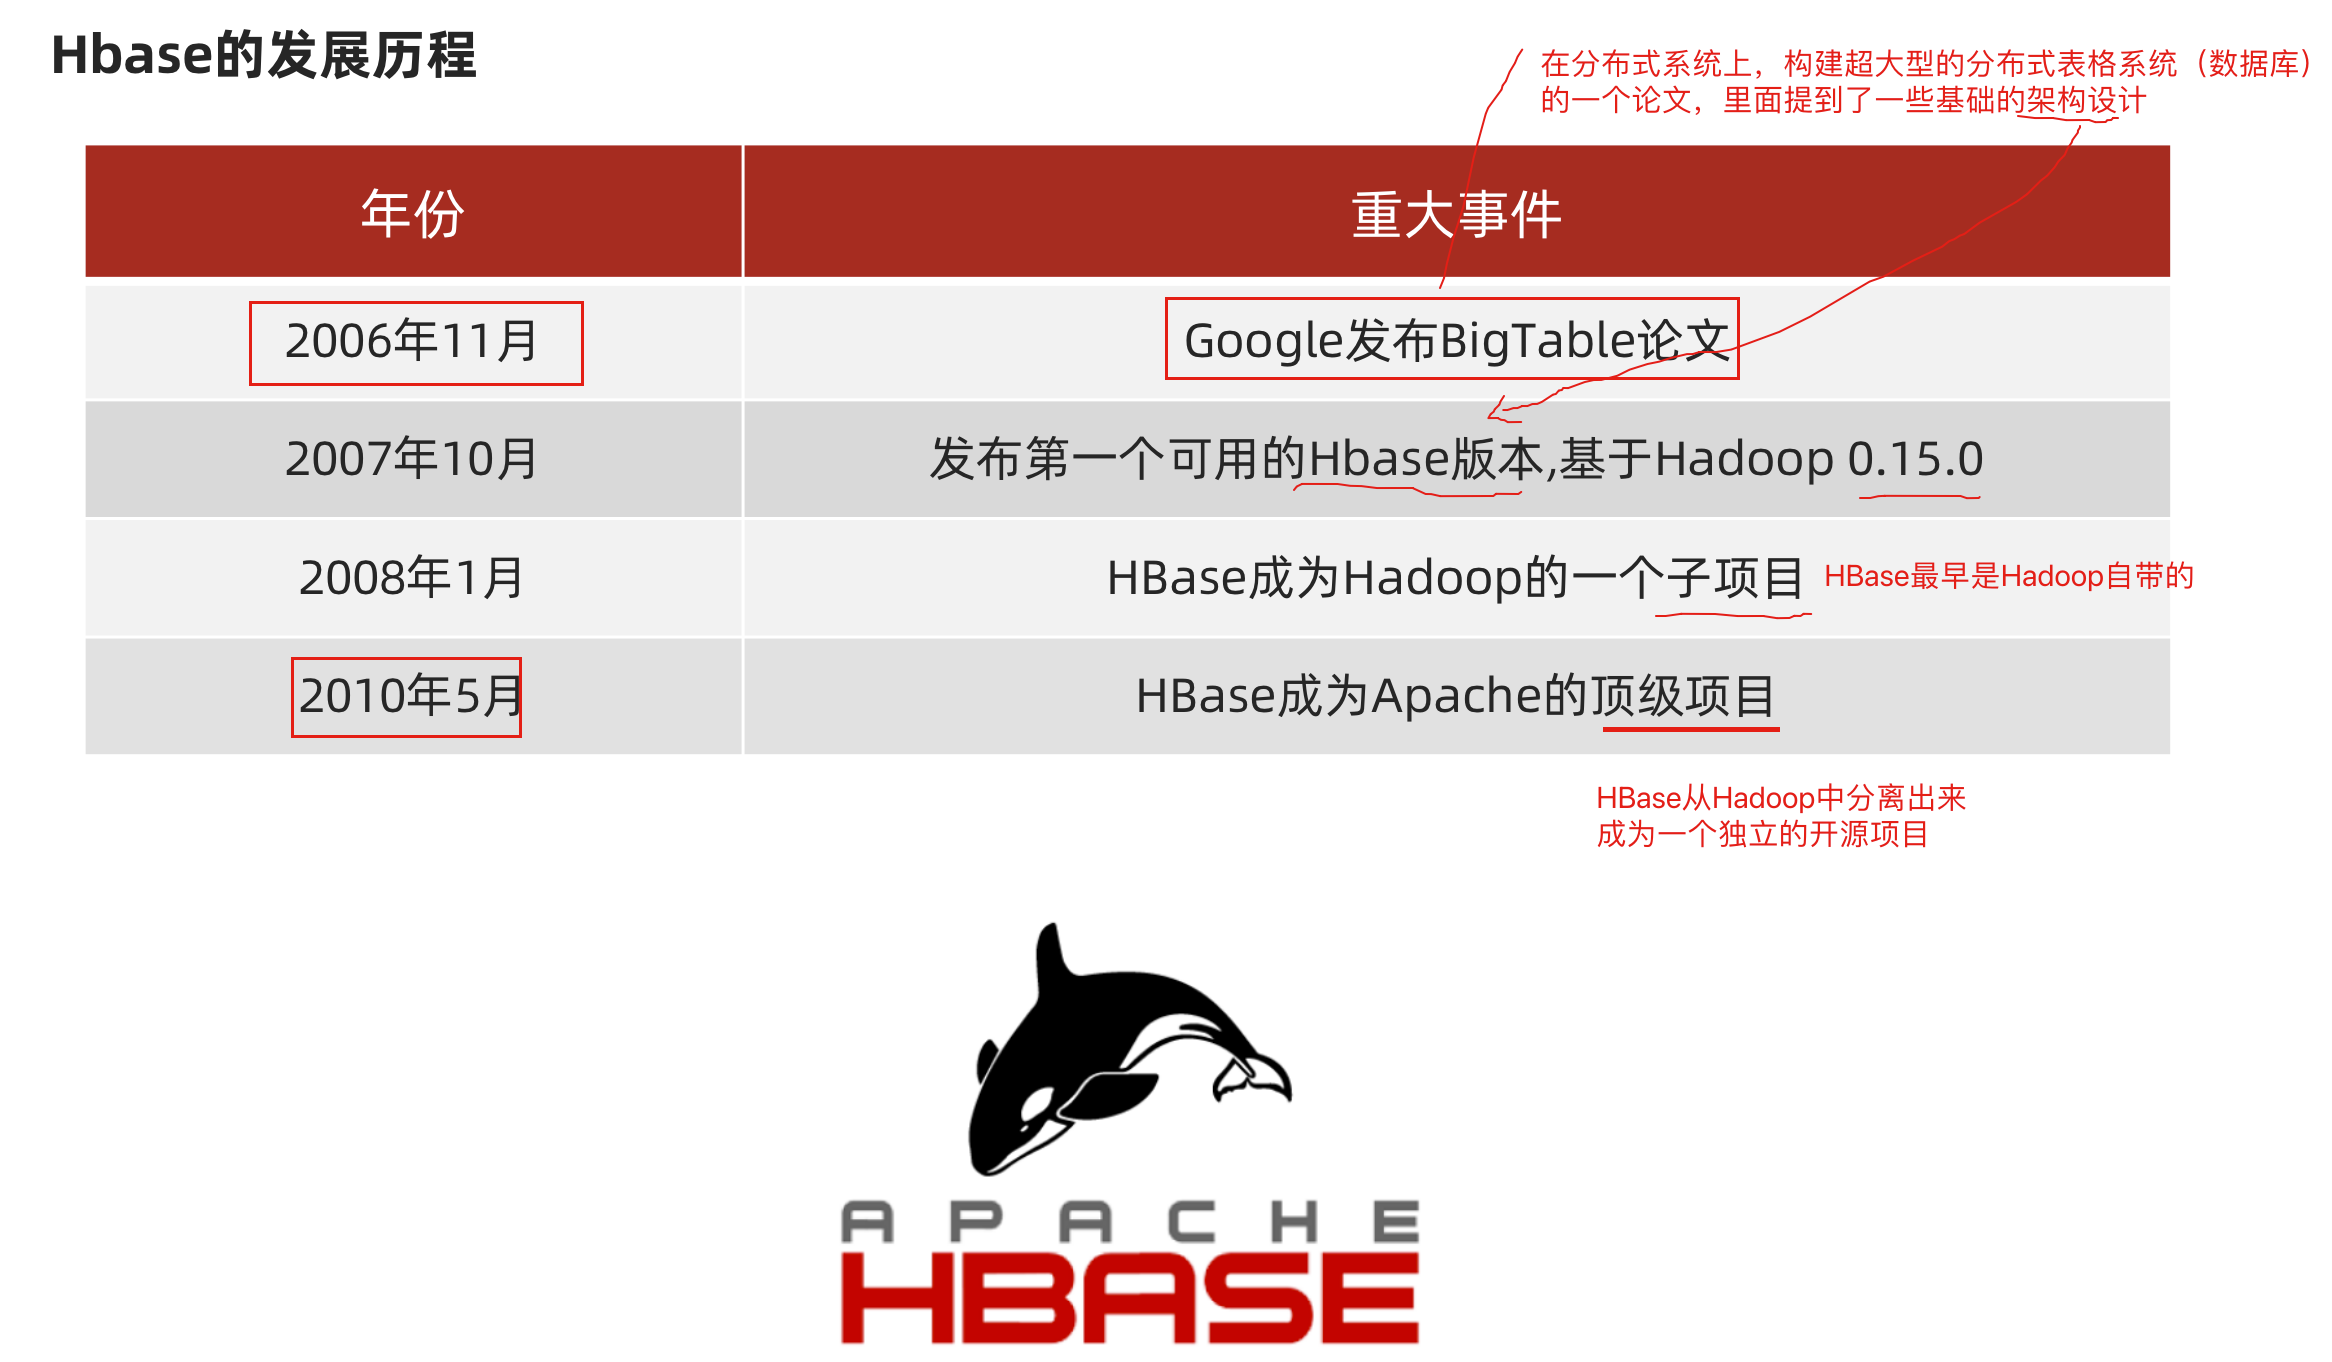 Hbase的发展历程
在分布式系统上，构建超大型的分布式表格系统（数据库）
的一个论文，里面提到了一些基础的架构设计
年份 重大事件
2006年11月 Google发布BigTable论文
2007年10月 发布第一个可用的Hbase版本,基于Hadoop 0.15.0
2008年1月 HBase成为Hadoop的一个子项目 HBase最早是Hadoop自带的
2010年5月 HBase成为Apache的顶级项目
HBase从Hadoop中分离出来
成为一个独立的开源项目
APACHE
HBASE